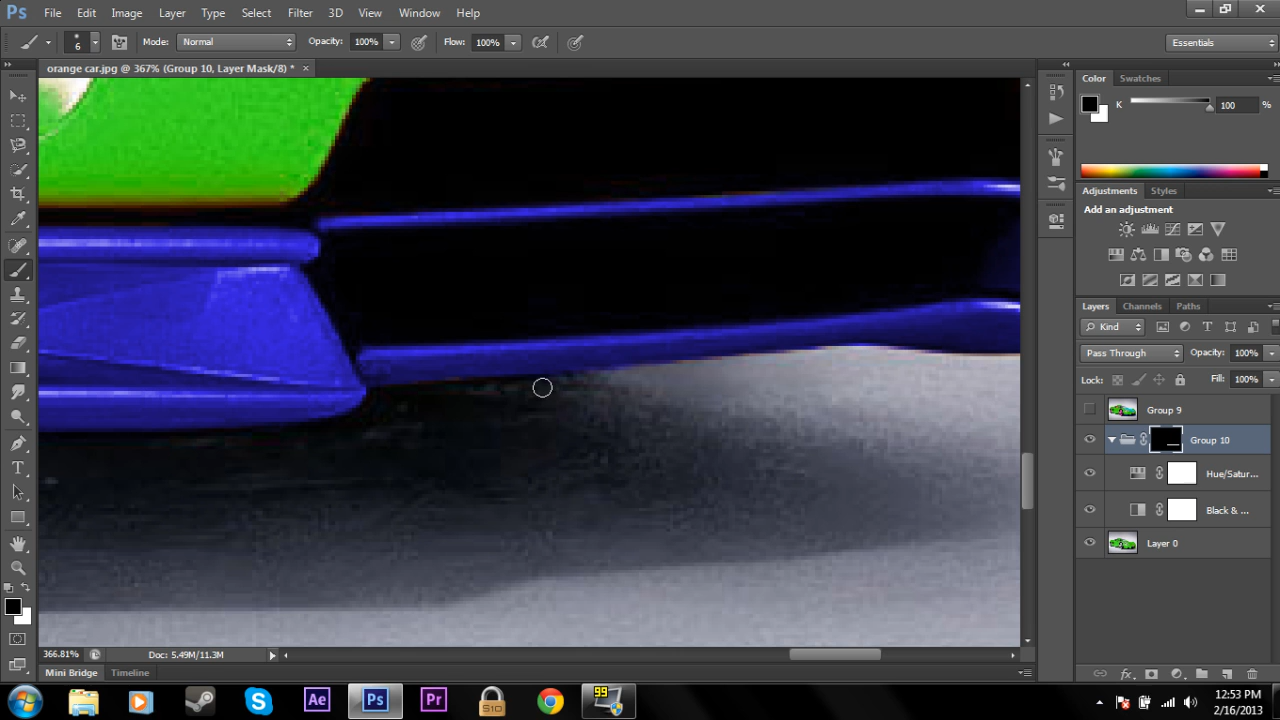 Ps File Edit Image Layer Type Select Filter 3D View Window Help
6 Mode: Normal Opacity: 100% Flow: 100% Essentials
orange car.jpg @ 367% (Group 10, Layer Mask/8) * ×
Color Swatches
K 100 %
Adjustments Styles
Add an adjustment
Layers Channels Paths
Kind
Pass Through Opacity: 100%
Lock: Fill: 100%
Group 9
Group 10
Hue/Satur...
Black & ...
Layer 0
366.81% Doc: 5.49M/11.3M
Mini Bridge Timeline
Ae Ps Pr S10 99
12:53 PM
2/16/2013